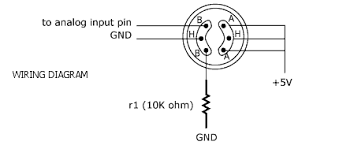 to analog input pin
B A
GND
H H
B A
WIRING DIAGRAM
+5V
r1 (10K ohm)
GND